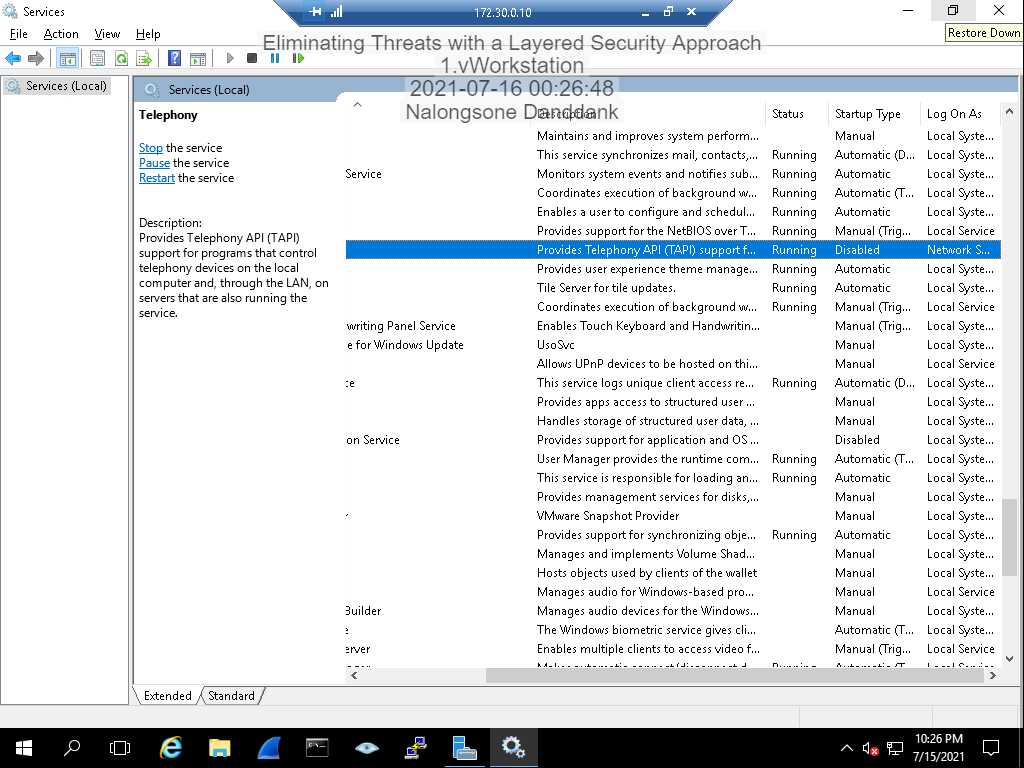 Services
172.30.0.10
File Action View Help
Restore Down
Eliminating Threats with a Layered Security Approach
1.vWorkstation
2021-07-16 00:26:48
Nalongsone Danddank
Services (Local)
Services (Local)
Telephony
Stop the service
Pause the service
Restart the service
Description:
Provides Telephony API (TAPI)
support for programs that control
telephony devices on the local
computer and, through the LAN, on
servers that are also running the
service.
Description Status Startup Type Log On As
Maintains and improves system perform... Manual Local Syste...
This service synchronizes mail, contacts,... Running Automatic (D... Local Syste...
Service Monitors system events and notifies sub... Running Automatic Local Syste...
Coordinates execution of background w... Running Automatic (T... Local Syste...
Enables a user to configure and schedul... Running Automatic Local Syste...
Provides support for the NetBIOS over T... Running Manual (Trig... Local Service
Provides Telephony API (TAPI) support f... Running Disabled Network S...
Provides user experience theme manage... Running Automatic Local Syste...
Tile Server for tile updates. Running Automatic Local Syste...
Coordinates execution of background w... Running Manual (Trig... Local Service
writing Panel Service Enables Touch Keyboard and Handwritin... Manual (Trig... Local Syste...
e for Windows Update UsoSvc Manual Local Syste...
Allows UPnP devices to be hosted on thi... Manual Local Service
ce This service logs unique client access re... Running Automatic (D... Local Syste...
Provides apps access to structured user ... Manual Local Syste...
Handles storage of structured user data, ... Manual Local Syste...
on Service Provides support for application and OS ... Disabled Local Syste...
User Manager provides the runtime com... Running Automatic (T... Local Syste...
This service is responsible for loading an... Running Automatic Local Syste...
Provides management services for disks,... Manual Local Syste...
VMware Snapshot Provider Manual Local Syste...
Provides support for synchronizing obje... Running Automatic Local Syste...
Manages and implements Volume Shad... Manual Local Syste...
Hosts objects used by clients of the wallet Manual Local Syste...
Manages audio for Windows-based pro... Manual Local Service
Builder Manages audio devices for the Windows... Manual Local Syste...
e The Windows biometric service gives cli... Automatic (T... Local Syste...
erver Enables multiple clients to access video f... Manual (Trig... Local Service
Extended Standard
10:26 PM
7/15/2021